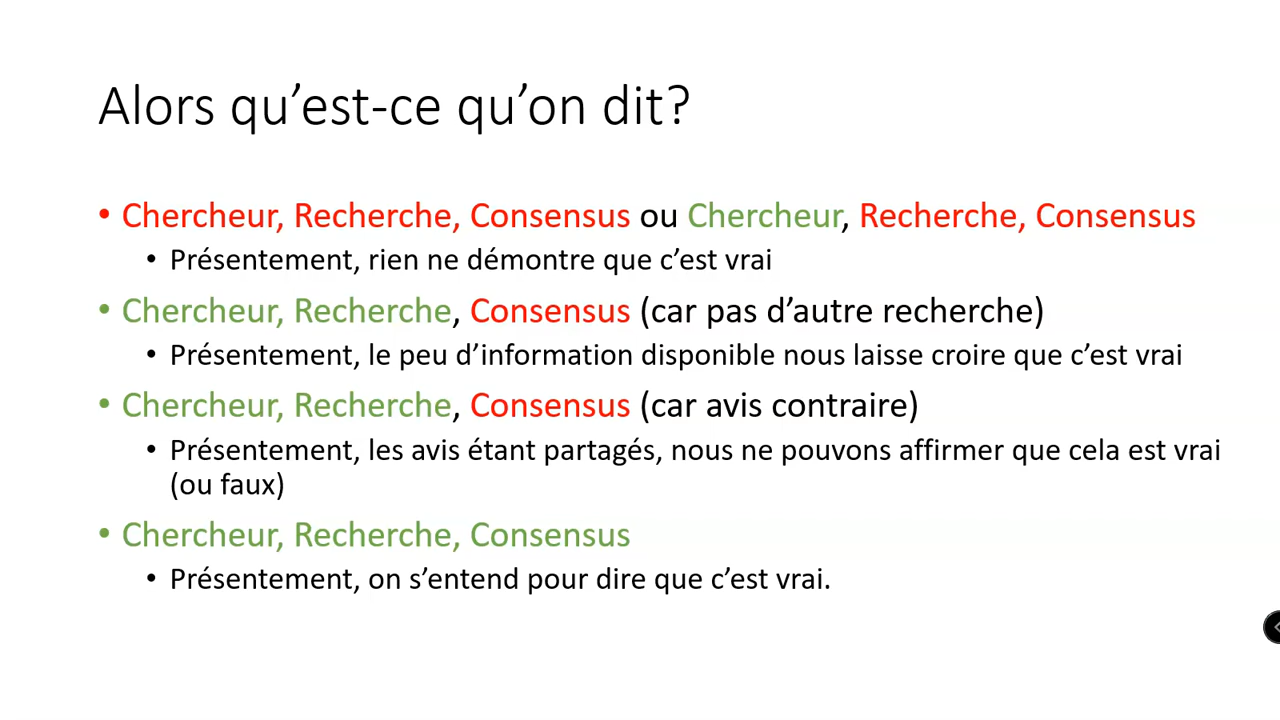 Alors qu’est-ce qu’on dit?
• Chercheur, Recherche, Consensus ou Chercheur, Recherche, Consensus
• Présentement, rien ne démontre que c’est vrai
• Chercheur, Recherche, Consensus (car pas d’autre recherche)
• Présentement, le peu d’information disponible nous laisse croire que c’est vrai
• Chercheur, Recherche, Consensus (car avis contraire)
• Présentement, les avis étant partagés, nous ne pouvons affirmer que cela est vrai
(ou faux)
• Chercheur, Recherche, Consensus
• Présentement, on s’entend pour dire que c’est vrai.